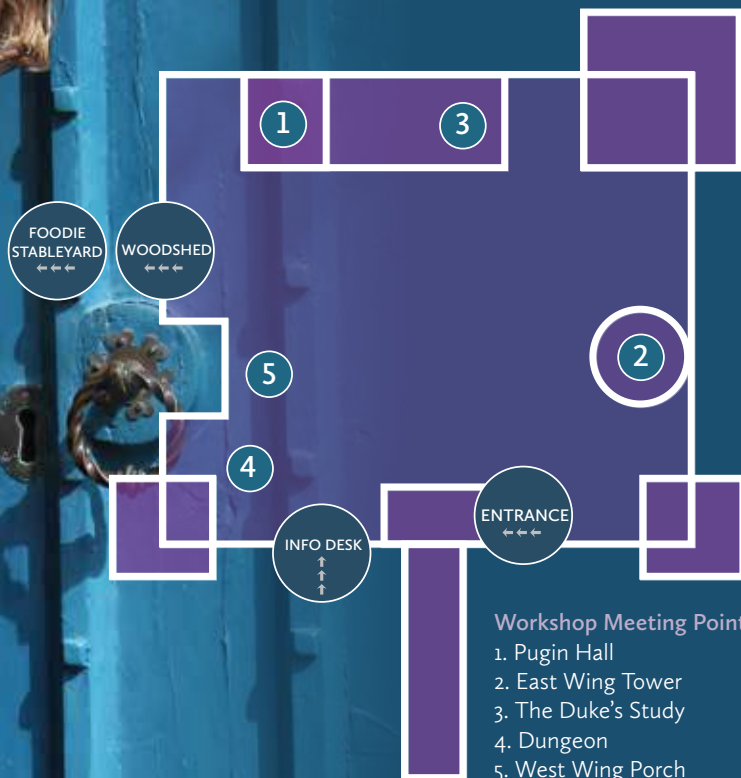 1
3
FOODIE
STABLEYARD
←←←
WOODSHED
←←←
2
5
4
ENTRANCE
←←←
INFO DESK
↑
↑
↑
Workshop Meeting Point
1. Pugin Hall
2. East Wing Tower
3. The Duke's Study
4. Dungeon
5. West Wing Porch